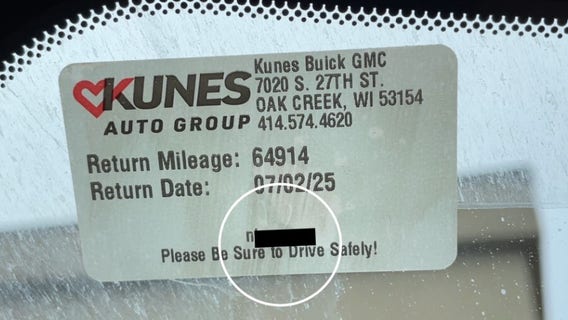 KUNES
AUTO GROUP
Kunes Buick GMC
7020 S. 27TH ST.
OAK CREEK, WI 53154
414.574.4620
Return Mileage: 64914
Return Date: 07/02/25
Please Be Sure to Drive Safely!